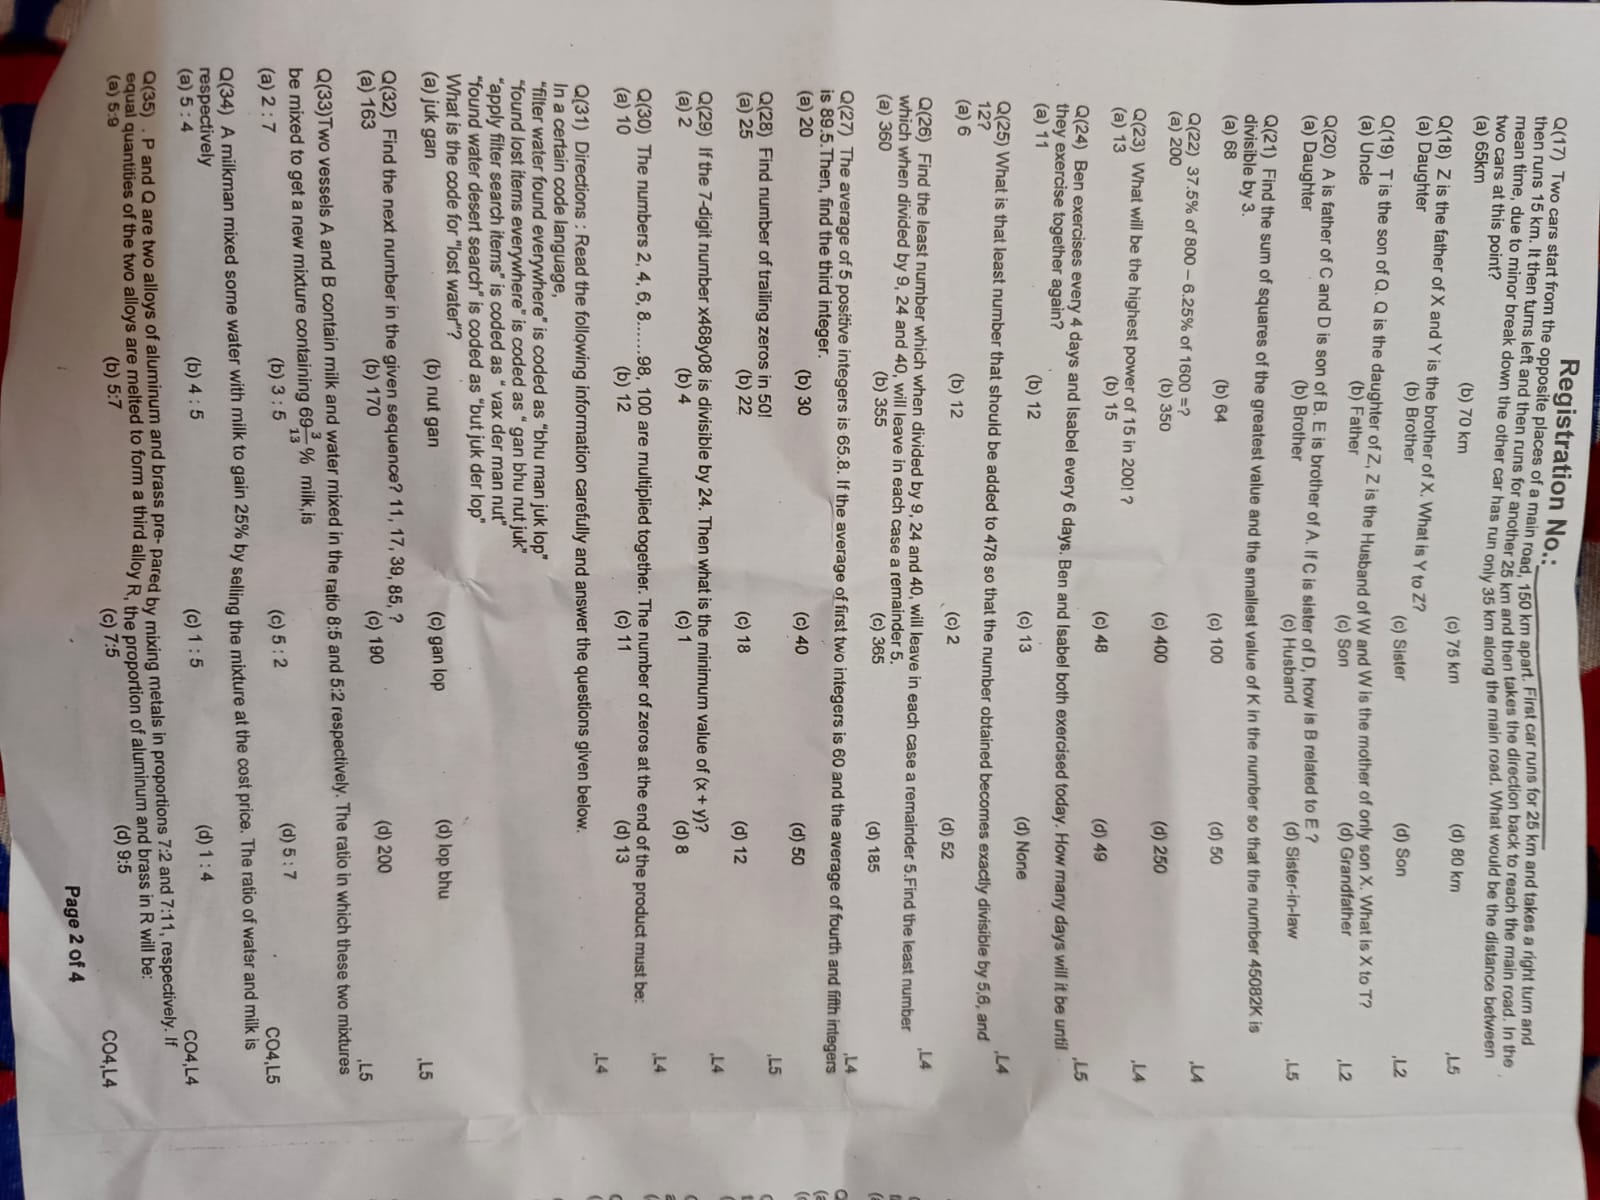 Registration No.:
Q(17) Two cars start from the opposite places of a main road, 150 km apart. First car runs for 25 km and takes a right turn and
then runs 15 km. It then turns left and then runs for another 25 km and then takes the direction back to reach the main road. In the
mean time, due to minor break down the other car has run only 35 km along the main road. What would be the distance between
two cars at this point?
,L5
(a) 65km (b) 70 km (c) 75 km (d) 80 km
Q(18) Z is the father of X and Y is the brother of X. What is Y to Z?
,L2
(a) Daughter (b) Brother (c) Sister (d) Son
Q(19) T is the son of Q. Q is the daughter of Z, Z is the Husband of W and W is the mother of only son X. What is X to T?
,L2
(a) Uncle (b) Father (c) Son (d) Grandfather
Q(20) A is father of C and D is son of B. E is brother of A. If C is sister of D, how is B related to E ?
,L5
(a) Daughter (b) Brother (c) Husband (d) Sister-in-law
Q(21) Find the sum of squares of the greatest value and the smallest value of K in the number so that the number 45082K is
divisible by 3.
(a) 68 (b) 64 (c) 100 (d) 50
,L4
Q(22) 37.5% of 800 – 6.25% of 1600 =?
(a) 200 (b) 350 (c) 400 (d) 250
,L4
Q(23) What will be the highest power of 15 in 200! ?
(a) 13 (b) 15 (c) 48 (d) 49
,L5
Q(24) Ben exercises every 4 days and Isabel every 6 days. Ben and Isabel both exercised today. How many days will it be until
they exercise together again?
(a) 11 (b) 12 (c) 13 (d) None
,L4
Q(25) What is that least number that should be added to 478 so that the number obtained becomes exactly divisible by 5,6, and
12?
(a) 6 (b) 12 (c) 2 (d) 52
,L4
Q(26) Find the least number which when divided by 9, 24 and 40, will leave in each case a remainder 5.Find the least number
which when divided by 9, 24 and 40, will leave in each case a remainder 5.
(a) 360 (b) 355 (c) 365 (d) 185
,L4
Q(27) The average of 5 positive integers is 65.8. If the average of first two integers is 60 and the average of fourth and fifth integers
is 89.5.Then, find the third integer.
(a) 20 (b) 30 (c) 40 (d) 50
,L5
Q(28) Find number of trailing zeros in 50!
(a) 25 (b) 22 (c) 18 (d) 12
,L4
Q(29) If the 7-digit number x468y08 is divisible by 24. Then what is the minimum value of (x + y)?
(a) 2 (b) 4 (c) 1 (d) 8
,L4
Q(30) The numbers 2, 4, 6, 8......98, 100 are multiplied together. The number of zeros at the end of the product must be:
(a) 10 (b) 12 (c) 11 (d) 13
,L4
Q(31) Directions : Read the following information carefully and answer the questions given below.
In a certain code language,
"filter water found everywhere" is coded as "bhu man juk lop"
"found lost items everywhere" is coded as " gan bhu nut juk"
"apply filter search items" is coded as " vax der man nut"
"found water desert search" is coded as "but juk der lop"
What is the code for "lost water"?
(a) juk gan (b) nut gan (c) gan lop (d) lop bhu
,L5
Q(32) Find the next number in the given sequence? 11, 17, 39, 85, ?
(a) 163 (b) 170 (c) 190 (d) 200
,L5
Q(33)Two vessels A and B contain milk and water mixed in the ratio 8:5 and 5:2 respectively. The ratio in which these two mixtures
be mixed to get a new mixture containing 69 3/13 % milk,is
(a) 2 : 7 (b) 3 : 5 (c) 5 : 2 (d) 5 : 7
CO4,L5
Q(34) A milkman mixed some water with milk to gain 25% by selling the mixture at the cost price. The ratio of water and milk is
respectively
(a) 5 : 4 (b) 4 : 5 (c) 1 : 5 (d) 1 : 4
CO4,L4
Q(35) . P and Q are two alloys of aluminum and brass pre- pared by mixing metals in proportions 7:2 and 7:11, respectively. If
equal quantities of the two alloys are melted to form a third alloy R, the proportion of aluminum and brass in R will be:
(a) 5:9 (b) 5:7 (c) 7:5 (d) 9:5
CO4,L4
Page 2 of 4